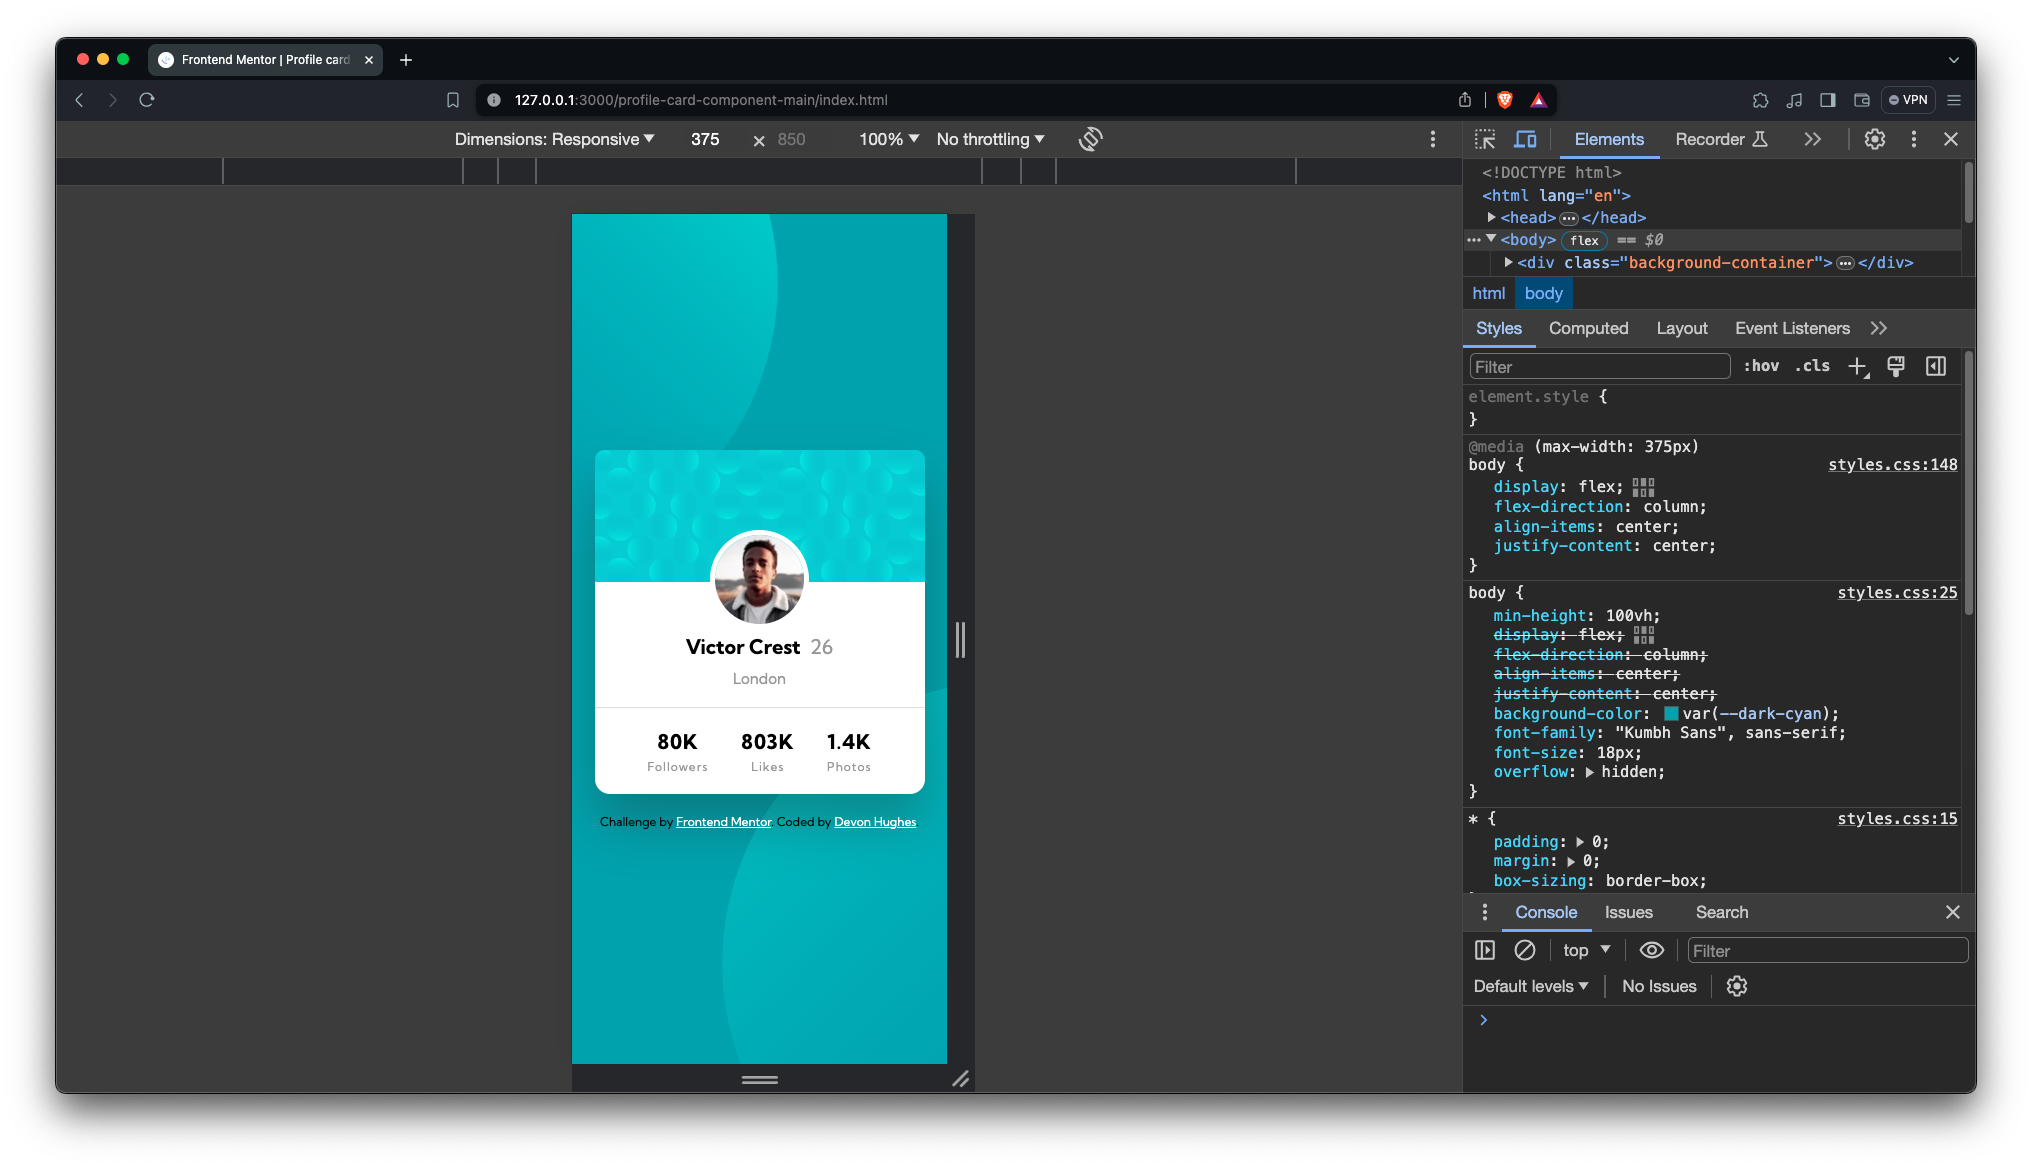 Frontend Mentor | Profile card
127.0.0.1:3000/profile-card-component-main/index.html
VPN
Dimensions: Responsive ▼ 375 × 850 100% ▼ No throttling ▼
Elements Recorder
<!DOCTYPE html>
<html lang="en">
▶<head>…</head>
… ▼<body> flex == $0
▶<div class="background-container">…</div>
html body
Styles Computed Layout Event Listeners
Filter :hov .cls
element.style {
}
@media (max-width: 375px)
body { styles.css:148
display: flex;
flex-direction: column;
align-items: center;
justify-content: center;
}
body { styles.css:25
min-height: 100vh;
display: flex;
flex-direction: column;
align-items: center;
justify-content: center;
background-color: var(--dark-cyan);
font-family: "Kumbh Sans", sans-serif;
font-size: 18px;
overflow: ▶ hidden;
}
* { styles.css:15
padding: ▶ 0;
margin: ▶ 0;
box-sizing: border-box;
Console Issues Search
top ▼ Filter
Default levels ▼ No Issues
Victor Crest 26
London
80K 803K 1.4K
Followers Likes Photos
Challenge by Frontend Mentor. Coded by Devon Hughes